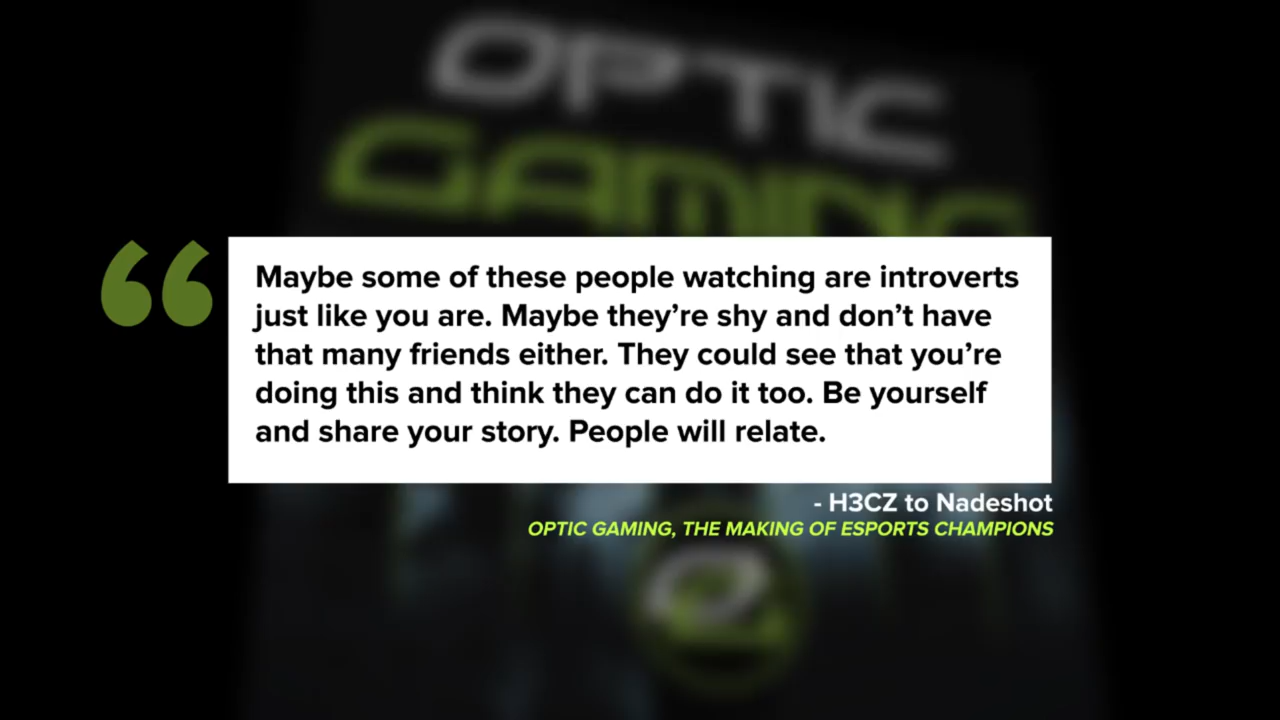 OPTIC
GAMING
“
Maybe some of these people watching are introverts
just like you are. Maybe they’re shy and don’t have
that many friends either. They could see that you’re
doing this and think they can do it too. Be yourself
and share your story. People will relate.
- H3CZ to Nadeshot
OPTIC GAMING, THE MAKING OF ESPORTS CHAMPIONS